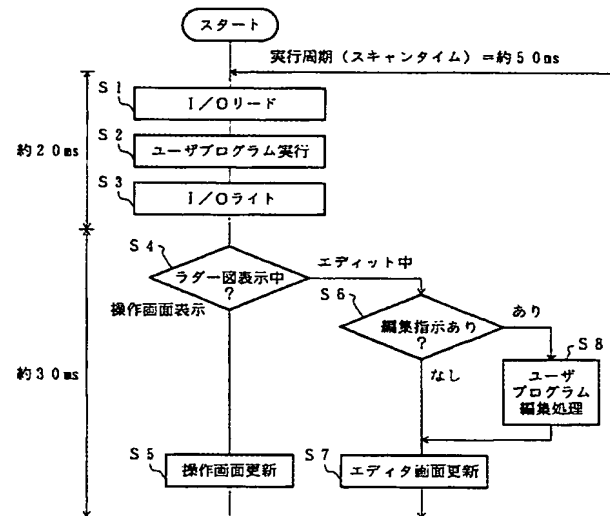 スタート
実行周期（スキャンタイム）＝約50ms
S1
I／Oリード
S2
ユーザプログラム実行
約20ms
S3
I／Oライト
S4
ラダー図表示中
？
エディット中
操作画面表示
S6
編集指示あり
？
あり
なし
S8
ユーザ
プログラム
編集処理
約30ms
S5
操作画面更新
S7
エディタ画面更新